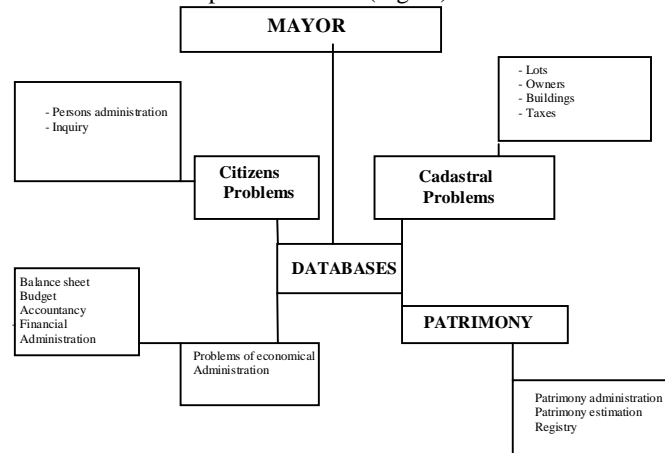 MAYOR
- Lots
- Owners
- Buildings
- Taxes
- Persons administration
- Inquiry
Citizens
Problems
Cadastral
Problems
DATABASES
Balance sheet
Budget
Accountancy
Financial
Administration
PATRIMONY
Problems of economical
Administration
Patrimony administration
Patrimony estimation
Registry